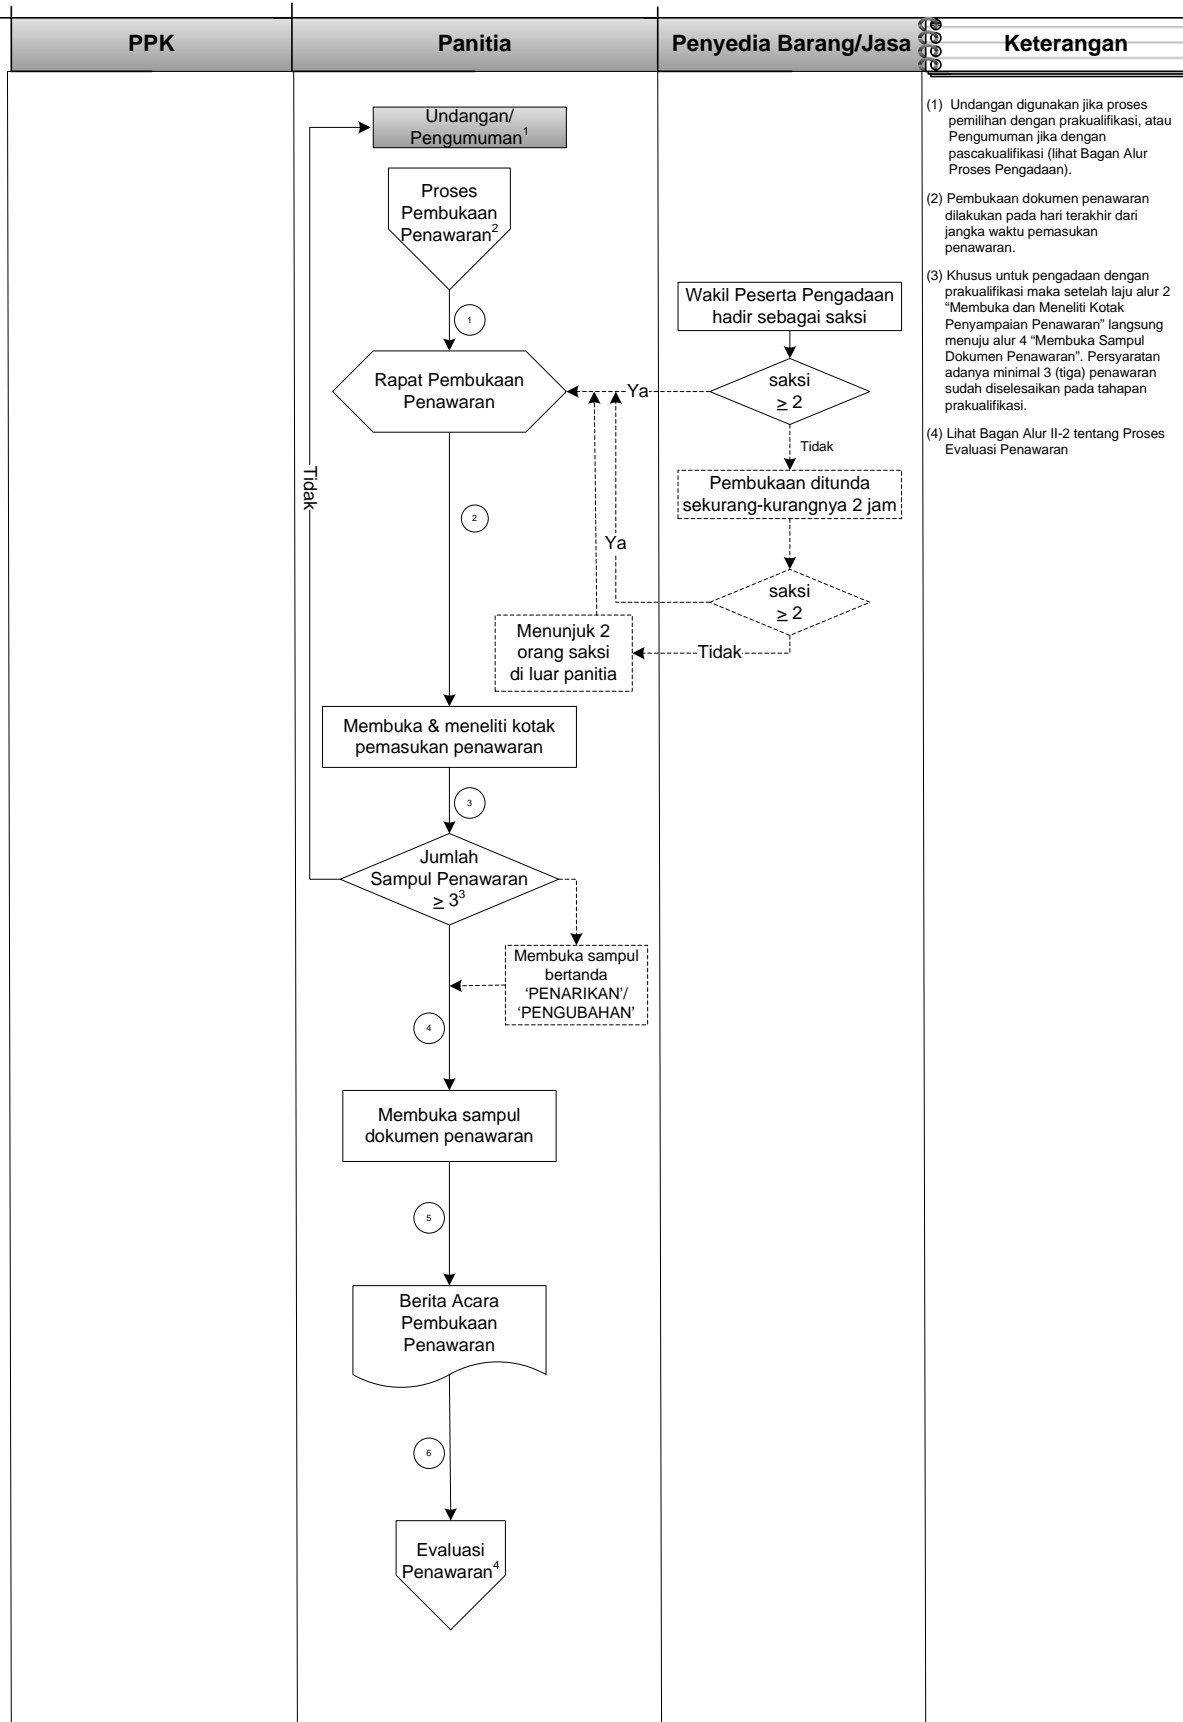 PPK
Panitia
Penyedia Barang/Jasa
Keterangan
Undangan/
Pengumuman1
Proses
Pembukaan
Penawaran2
1
Rapat Pembukaan
Penawaran
2
Tidak
Wakil Peserta Pengadaan
hadir sebagai saksi
saksi
≥ 2
Ya
Tidak
Pembukaan ditunda
sekurang-kurangnya 2 jam
saksi
≥ 2
Ya
Tidak
Menunjuk 2
orang saksi
di luar panitia
Membuka & meneliti kotak
pemasukan penawaran
3
Jumlah
Sampul Penawaran
≥ 33
Membuka sampul
bertanda
‘PENARIKAN’/
‘PENGUBAHAN’
4
Membuka sampul
dokumen penawaran
5
Berita Acara
Pembukaan
Penawaran
6
Evaluasi
Penawaran4
(1) Undangan digunakan jika proses
pemilihan dengan prakualifikasi, atau
Pengumuman jika dengan
pascakualifikasi (lihat Bagan Alur
Proses Pengadaan).
(2) Pembukaan dokumen penawaran
dilakukan pada hari terakhir dari
jangka waktu pemasukan
penawaran.
(3) Khusus untuk pengadaan dengan
prakualifikasi maka setelah laju alur 2
“Membuka dan Meneliti Kotak
Penyampaian Penawaran” langsung
menuju alur 4 “Membuka Sampul
Dokumen Penawaran”. Persyaratan
adanya minimal 3 (tiga) penawaran
sudah diselesaikan pada tahapan
prakualifikasi.
(4) Lihat Bagan Alur II-2 tentang Proses
Evaluasi Penawaran